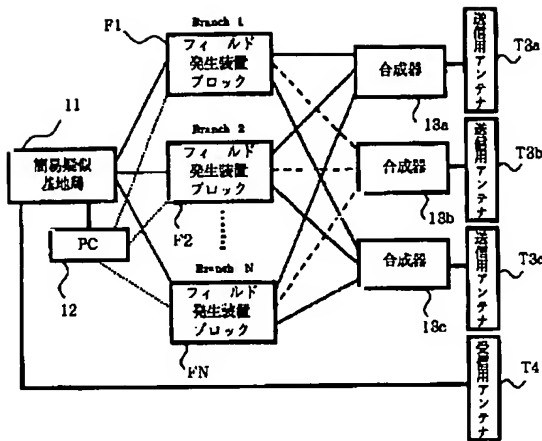 F1
Branch 1
フィールド
発生装置
ブロック
合成器
13a
送信用アンテナ
T3a
11
簡易疑似
基地局
PC
12
Branch 2
フィールド
発生装置
ブロック
F2
合成器
13b
送信用アンテナ
T3b
Branch N
フィールド
発生装置
ブロック
FN
合成器
13c
送信用アンテナ
T3c
受信用アンテナ
T4